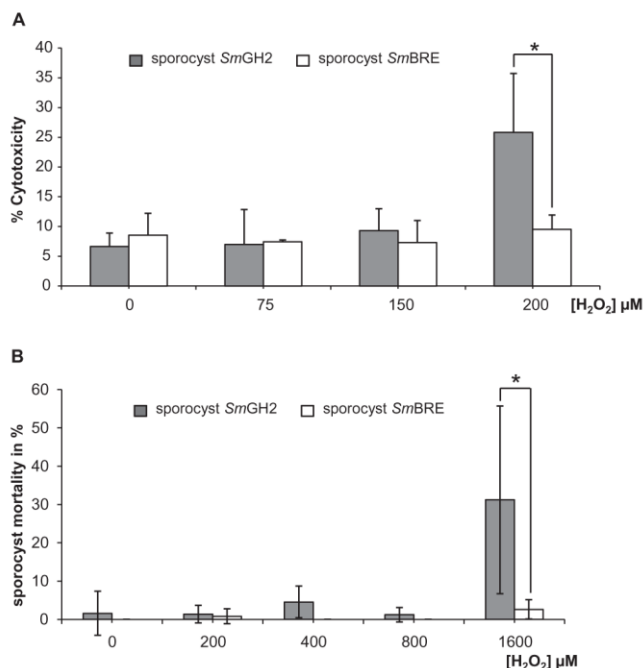 A
40
35
30
25
20
15
10
5
0
% Cytotoxicity
sporocyst SmGH2 sporocyst SmBRE
*
0 75 150 200 [H₂O₂] µM
B
60
50
40
30
20
10
0
sporocyst mortality in %
sporocyst SmGH2 sporocyst SmBRE
*
0 200 400 800 1600
[H₂O₂] µM